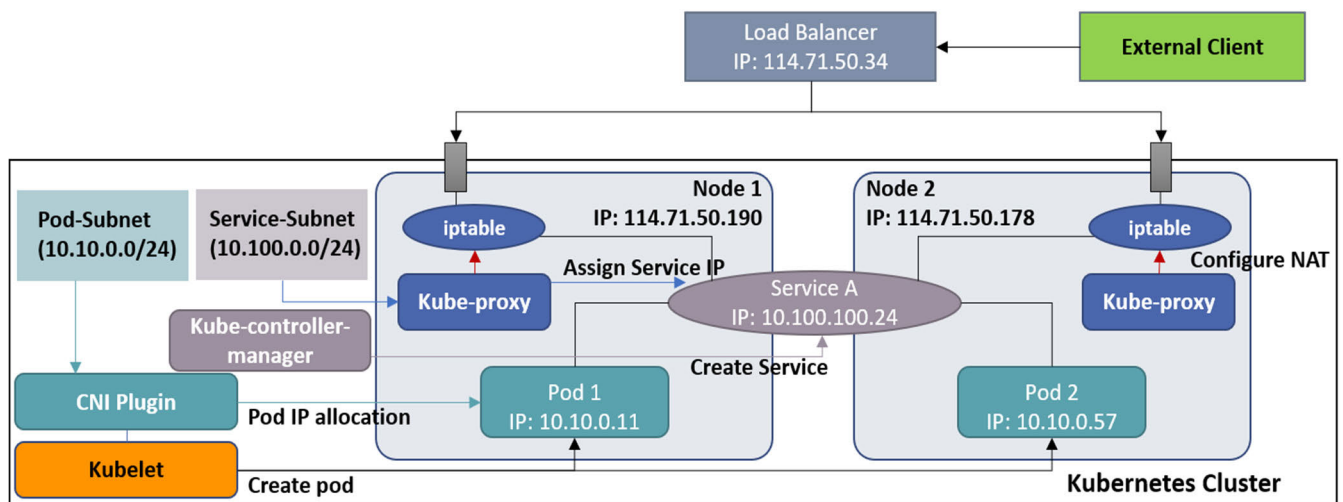 Load Balancer
IP: 114.71.50.34
External Client
Pod-Subnet
(10.10.0.0/24)
Service-Subnet
(10.100.0.0/24)
Node 1
IP: 114.71.50.190
Node 2
IP: 114.71.50.178
iptable
iptable
Assign Service IP
Configure NAT
Kube-proxy
Service A
IP: 10.100.100.24
Kube-proxy
Kube-controller-
manager
Create Service
CNI Plugin
Pod IP allocation
Pod 1
IP: 10.10.0.11
Pod 2
IP: 10.10.0.57
Kubelet
Create pod
Kubernetes Cluster